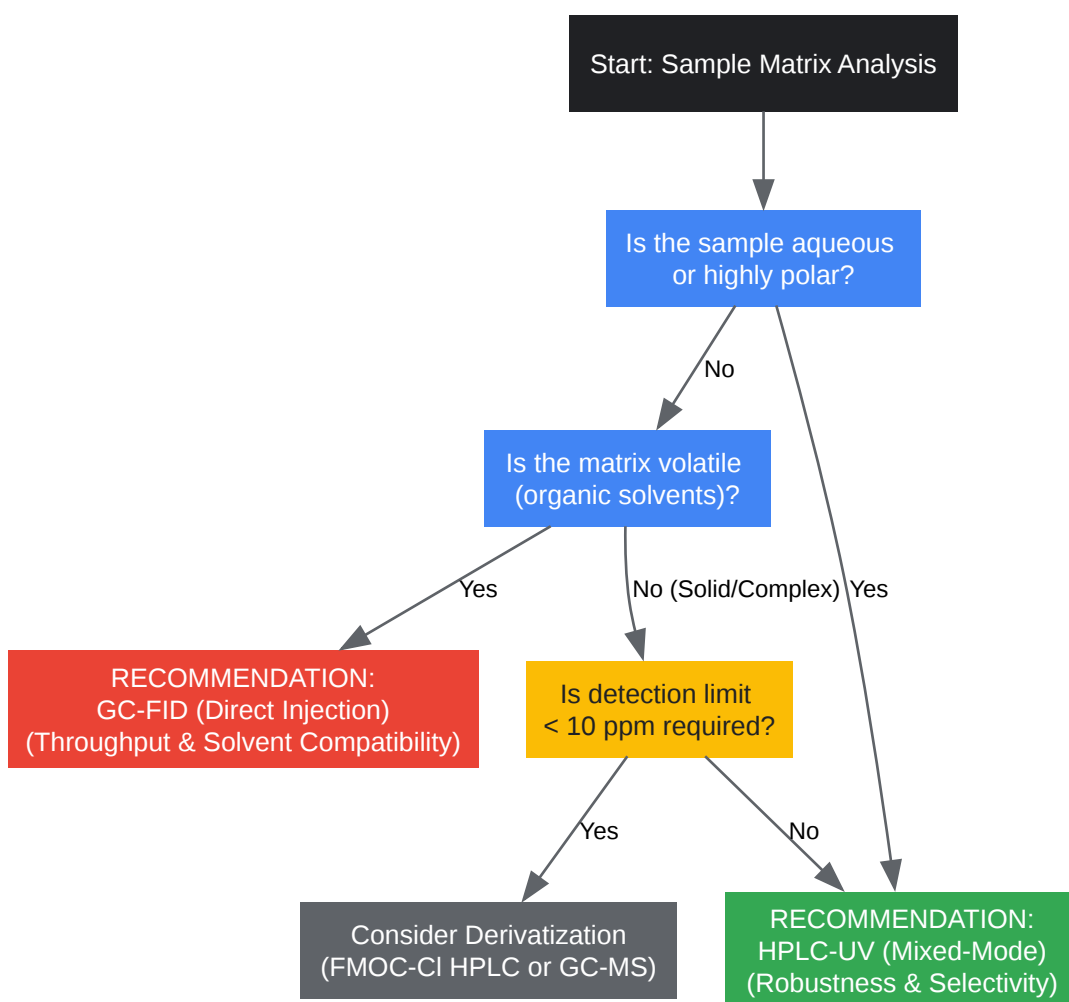 Start: Sample Matrix Analysis
Is the sample aqueous
or highly polar?
No
Is the matrix volatile
(organic solvents)?
Yes
No (Solid/Complex)
Yes
RECOMMENDATION:
GC-FID (Direct Injection)
(Throughput & Solvent Compatibility)
Is detection limit
< 10 ppm required?
Yes
No
Consider Derivatization
(FMOC-Cl HPLC or GC-MS)
RECOMMENDATION:
HPLC-UV (Mixed-Mode)
(Robustness & Selectivity)